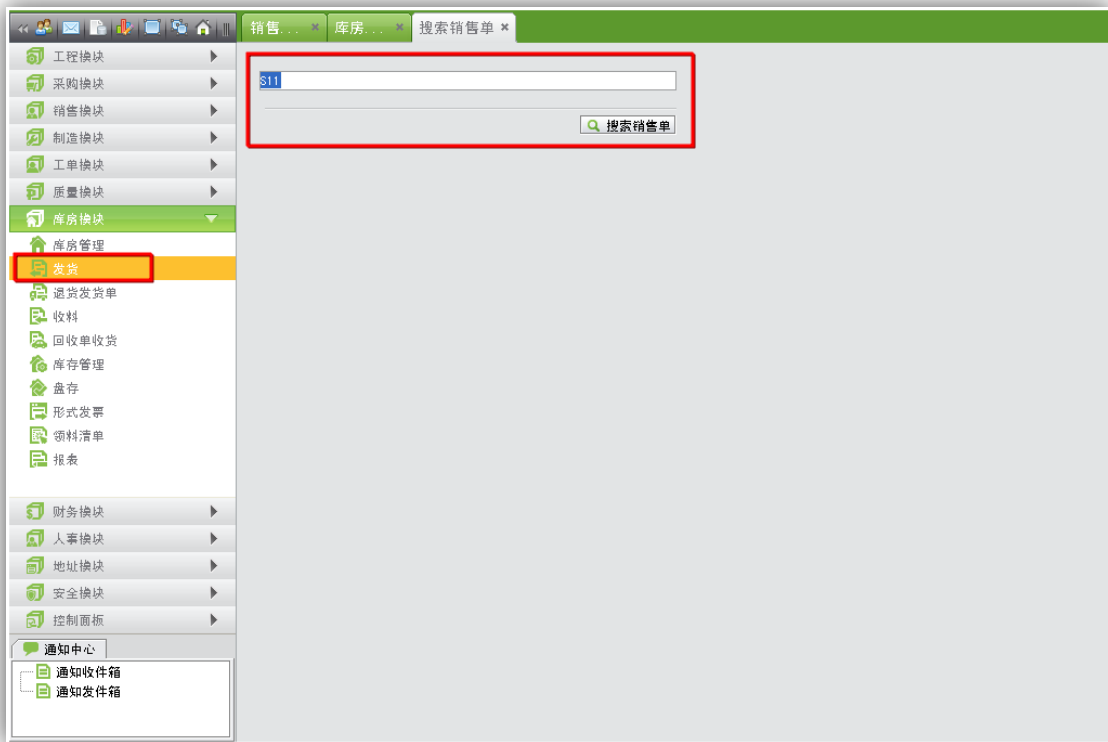 销售... 库房... 搜索销售单
工程模块
采购模块
销售模块
制造模块
工单模块
质量模块
库房模块
库房管理
发货
退货发货单
收料
回收单收货
库存管理
盘存
形式发票
领料清单
报表
财务模块
人事模块
地址模块
安全模块
控制面板
通知中心
通知收件箱
通知发件箱
S11
搜索销售单